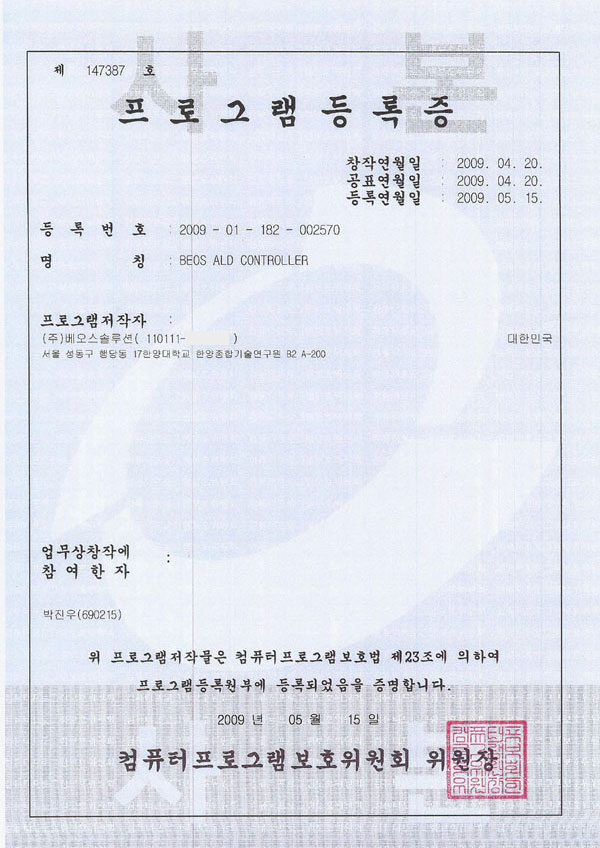 사 본
제 147387 호
프로그램등록증
창작연월일 : 2009. 04. 20.
공표연월일 : 2009. 04. 20.
등록연월일 : 2009. 05. 15.
등 록 번 호 : 2009 - 01 - 182 - 002570
명 칭 : BEOS ALD CONTROLLER
프로그램저작자 :
(주)베오스솔루션( 110111- ) 대한민국
서울 성동구 행당동 17한양대학교 한양종합기술연구원 B2 A-200
업무상창작에 :
참 여 한 자
박진우(690215)
위 프로그램저작물은 컴퓨터프로그램보호법 제23조에 의하여
프로그램등록원부에 등록되었음을 증명합니다.
2009 년 05 월 15 일
컴퓨터프로그램보호위원회 위원장